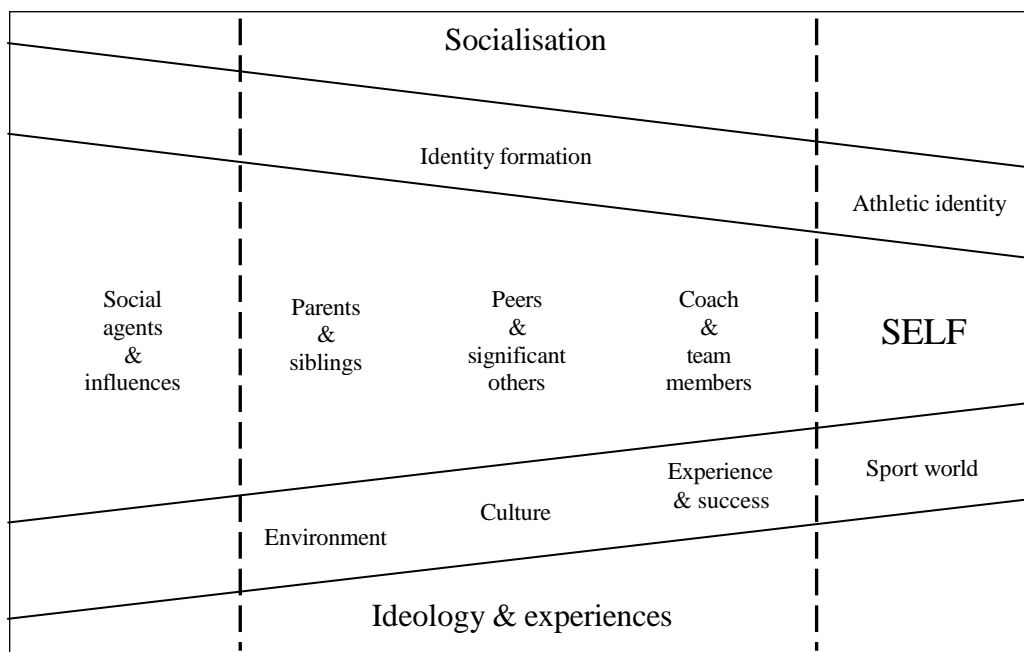 Socialisation
Identity formation
Athletic identity
Social
agents
&
influences
Parents
&
siblings
Peers
&
significant
others
Coach
&
team
members
SELF
Experience
& success
Sport world
Culture
Environment
Ideology & experiences